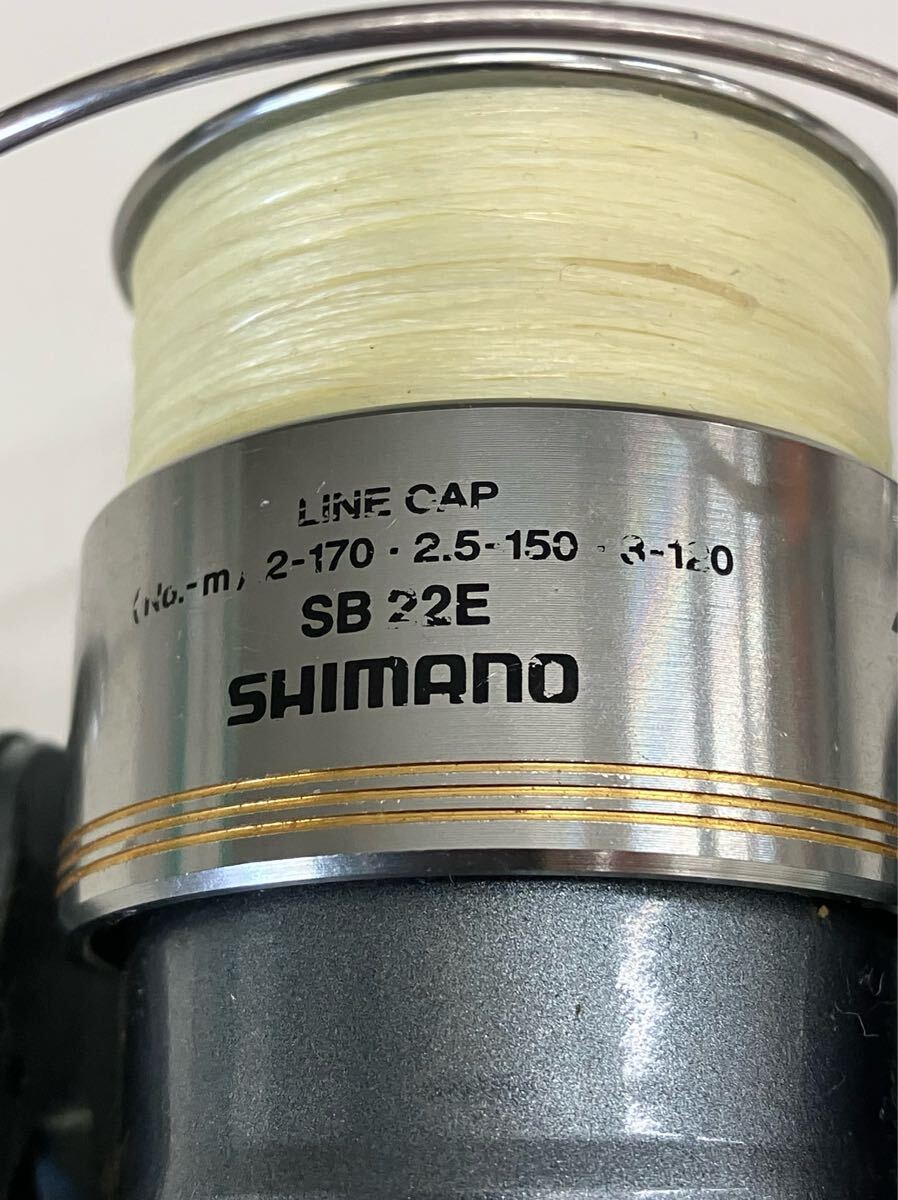 LINE CAP
(No.-m) 2-170・2.5-150・3-120
SB 22E
SHIMANO